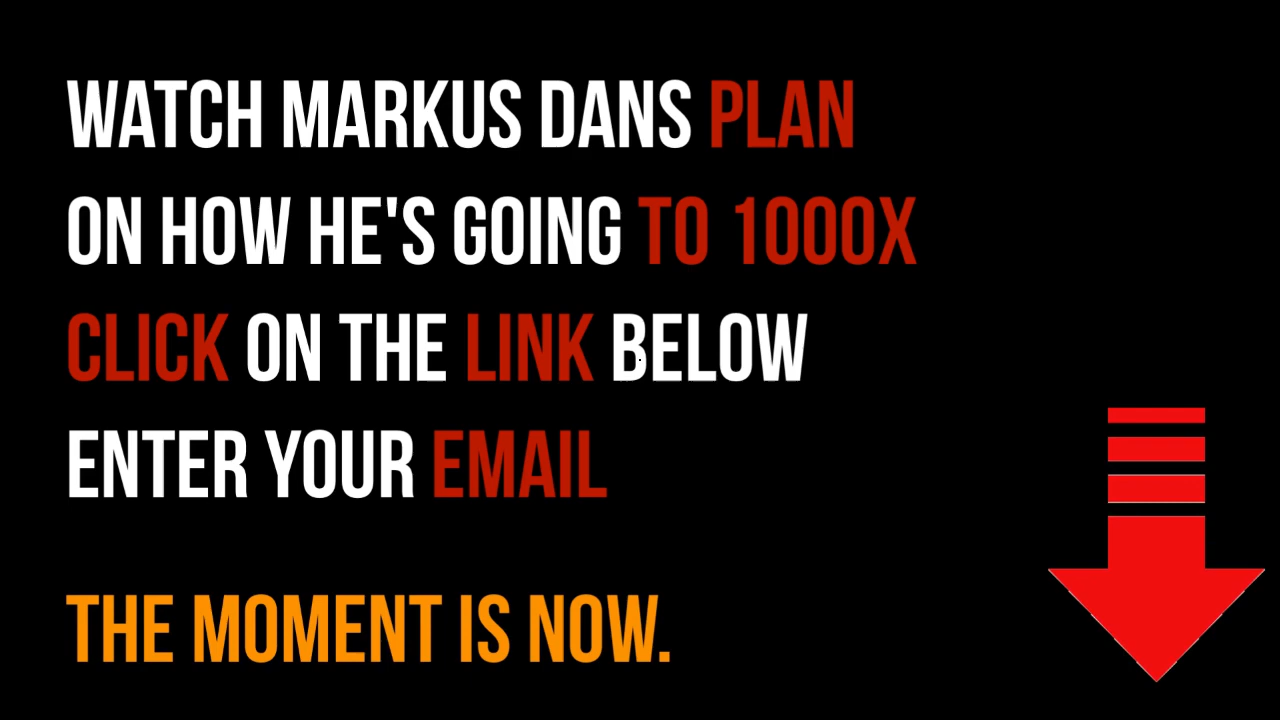 WATCH MARKUS DANS PLAN
ON HOW HE'S GOING TO 1000X
CLICK ON THE LINK BELOW
ENTER YOUR EMAIL
THE MOMENT IS NOW.